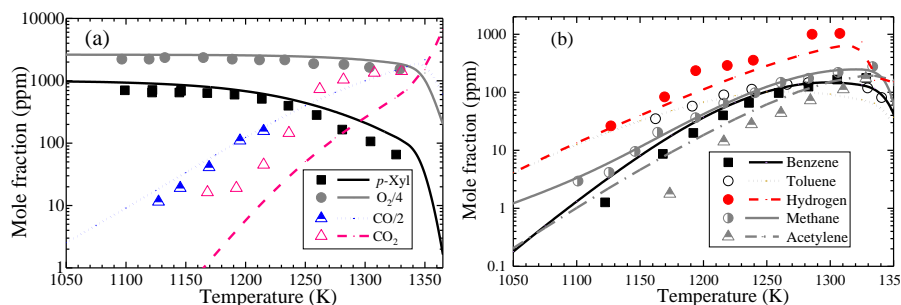 (a)
Mole fraction (ppm)
10000
1000
100
10
1
p-Xyl
O₂/4
CO/2
CO₂
1050 1100 1150 1200 1250 1300 1350
Temperature (K)
(b)
Mole fraction (ppm)
1000
100
10
1
0.1
Benzene
Toluene
Hydrogen
Methane
Acetylene
1050 1100 1150 1200 1250 1300 1350
Temperature (K)